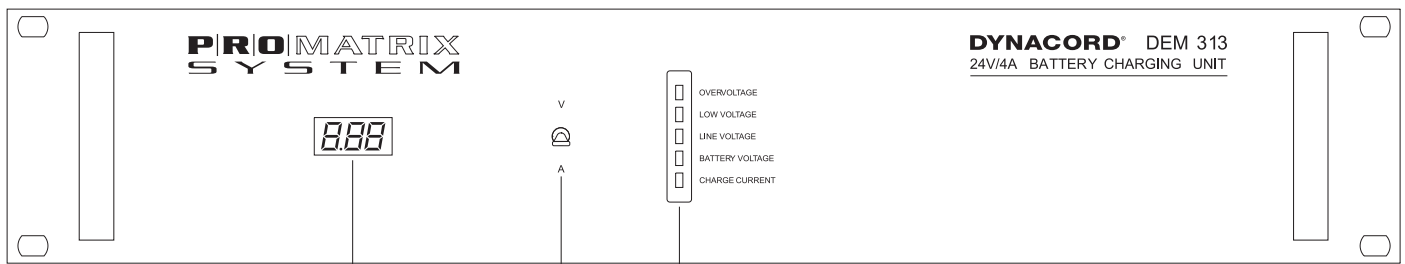 P|R|O|MATRIX
SYSTEM
DYNACORD® DEM 313
24V/4A BATTERY CHARGING UNIT
8.88
V
A
OVERVOLTAGE
LOW VOLTAGE
LINE VOLTAGE
BATTERY VOLTAGE
CHARGE CURRENT